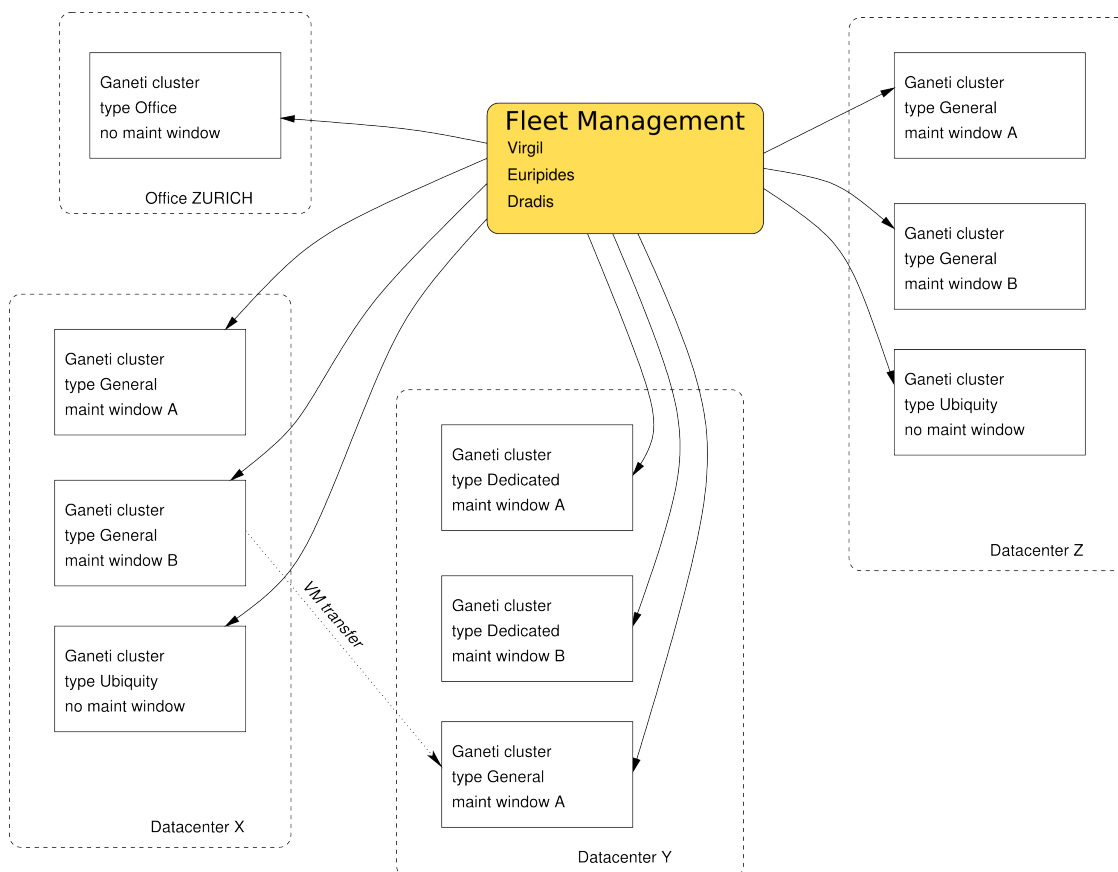 Ganeti cluster
type Office
no maint window
Office ZURICH
Fleet Management
Virgil
Euripides
Dradis
Ganeti cluster
type General
maint window A
Ganeti cluster
type General
maint window B
Ganeti cluster
type Ubiquity
no maint window
Datacenter Z
Ganeti cluster
type General
maint window A
Ganeti cluster
type General
maint window B
Ganeti cluster
type Ubiquity
no maint window
Datacenter X
VM transfer
Ganeti cluster
type Dedicated
maint window A
Ganeti cluster
type Dedicated
maint window B
Ganeti cluster
type General
maint window A
Datacenter Y